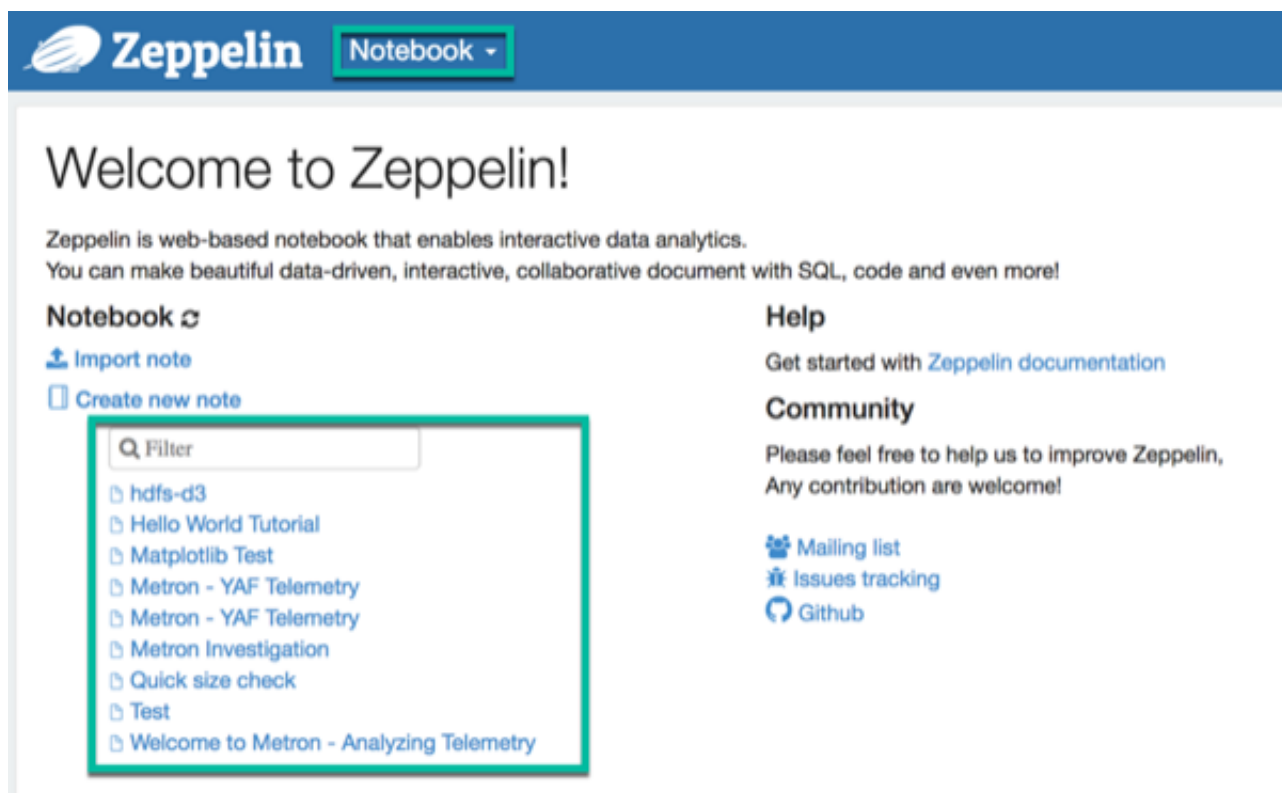 Zeppelin
Notebook
Welcome to Zeppelin!
Zeppelin is web-based notebook that enables interactive data analytics.
You can make beautiful data-driven, interactive, collaborative document with SQL, code and even more!
Notebook
Import note
Create new note
Filter
hdfs-d3
Hello World Tutorial
Matplotlib Test
Metron - YAF Telemetry
Metron - YAF Telemetry
Metron Investigation
Quick size check
Test
Welcome to Metron - Analyzing Telemetry
Help
Get started with Zeppelin documentation
Community
Please feel free to help us to improve Zeppelin,
Any contribution are welcome!
Mailing list
Issues tracking
Github